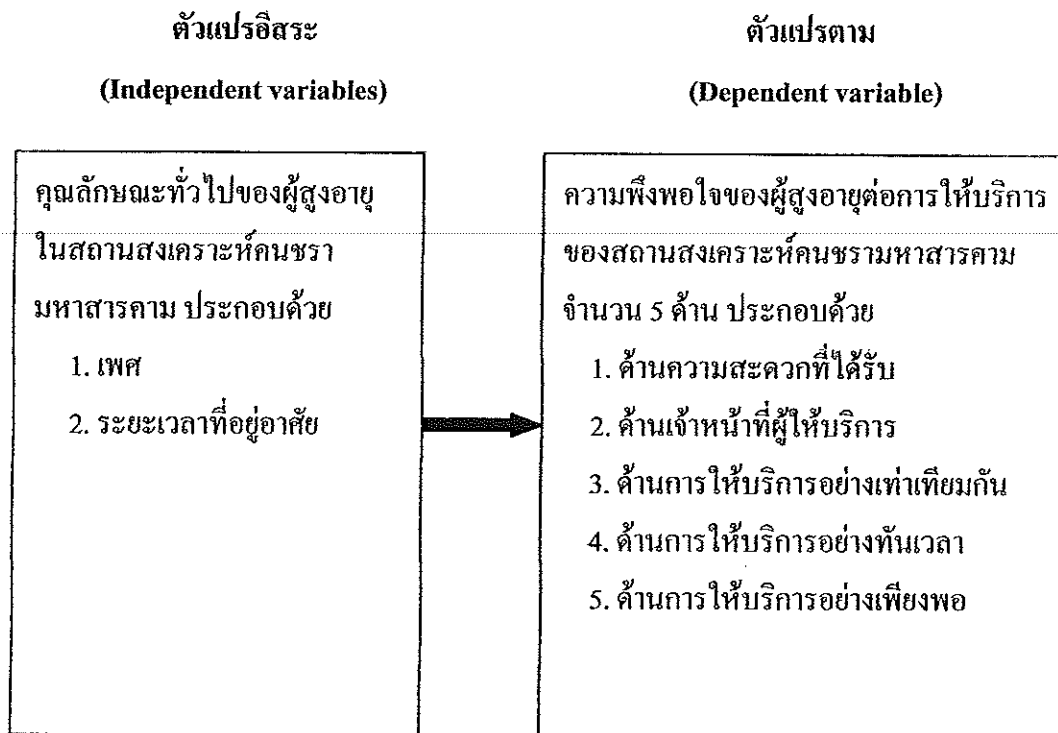 ตัวแปรอิสระ
(Independent variables)
คุณลักษณะทั่วไปของผู้สูงอายุ
ในสถานสงเคราะห์คนชรา
มหาสารคาม ประกอบด้วย
1. เพศ
2. ระยะเวลาที่อยู่อาศัย
ตัวแปรตาม
(Dependent variable)
ความพึงพอใจของผู้สูงอายุต่อการให้บริการ
ของสถานสงเคราะห์คนชรามหาสารคาม
จำนวน 5 ด้าน ประกอบด้วย
1. ด้านความสะดวกที่ได้รับ
2. ด้านเจ้าหน้าที่ผู้ให้บริการ
3. ด้านการให้บริการอย่างเท่าเทียมกัน
4. ด้านการให้บริการอย่างทันเวลา
5. ด้านการให้บริการอย่างเพียงพอ